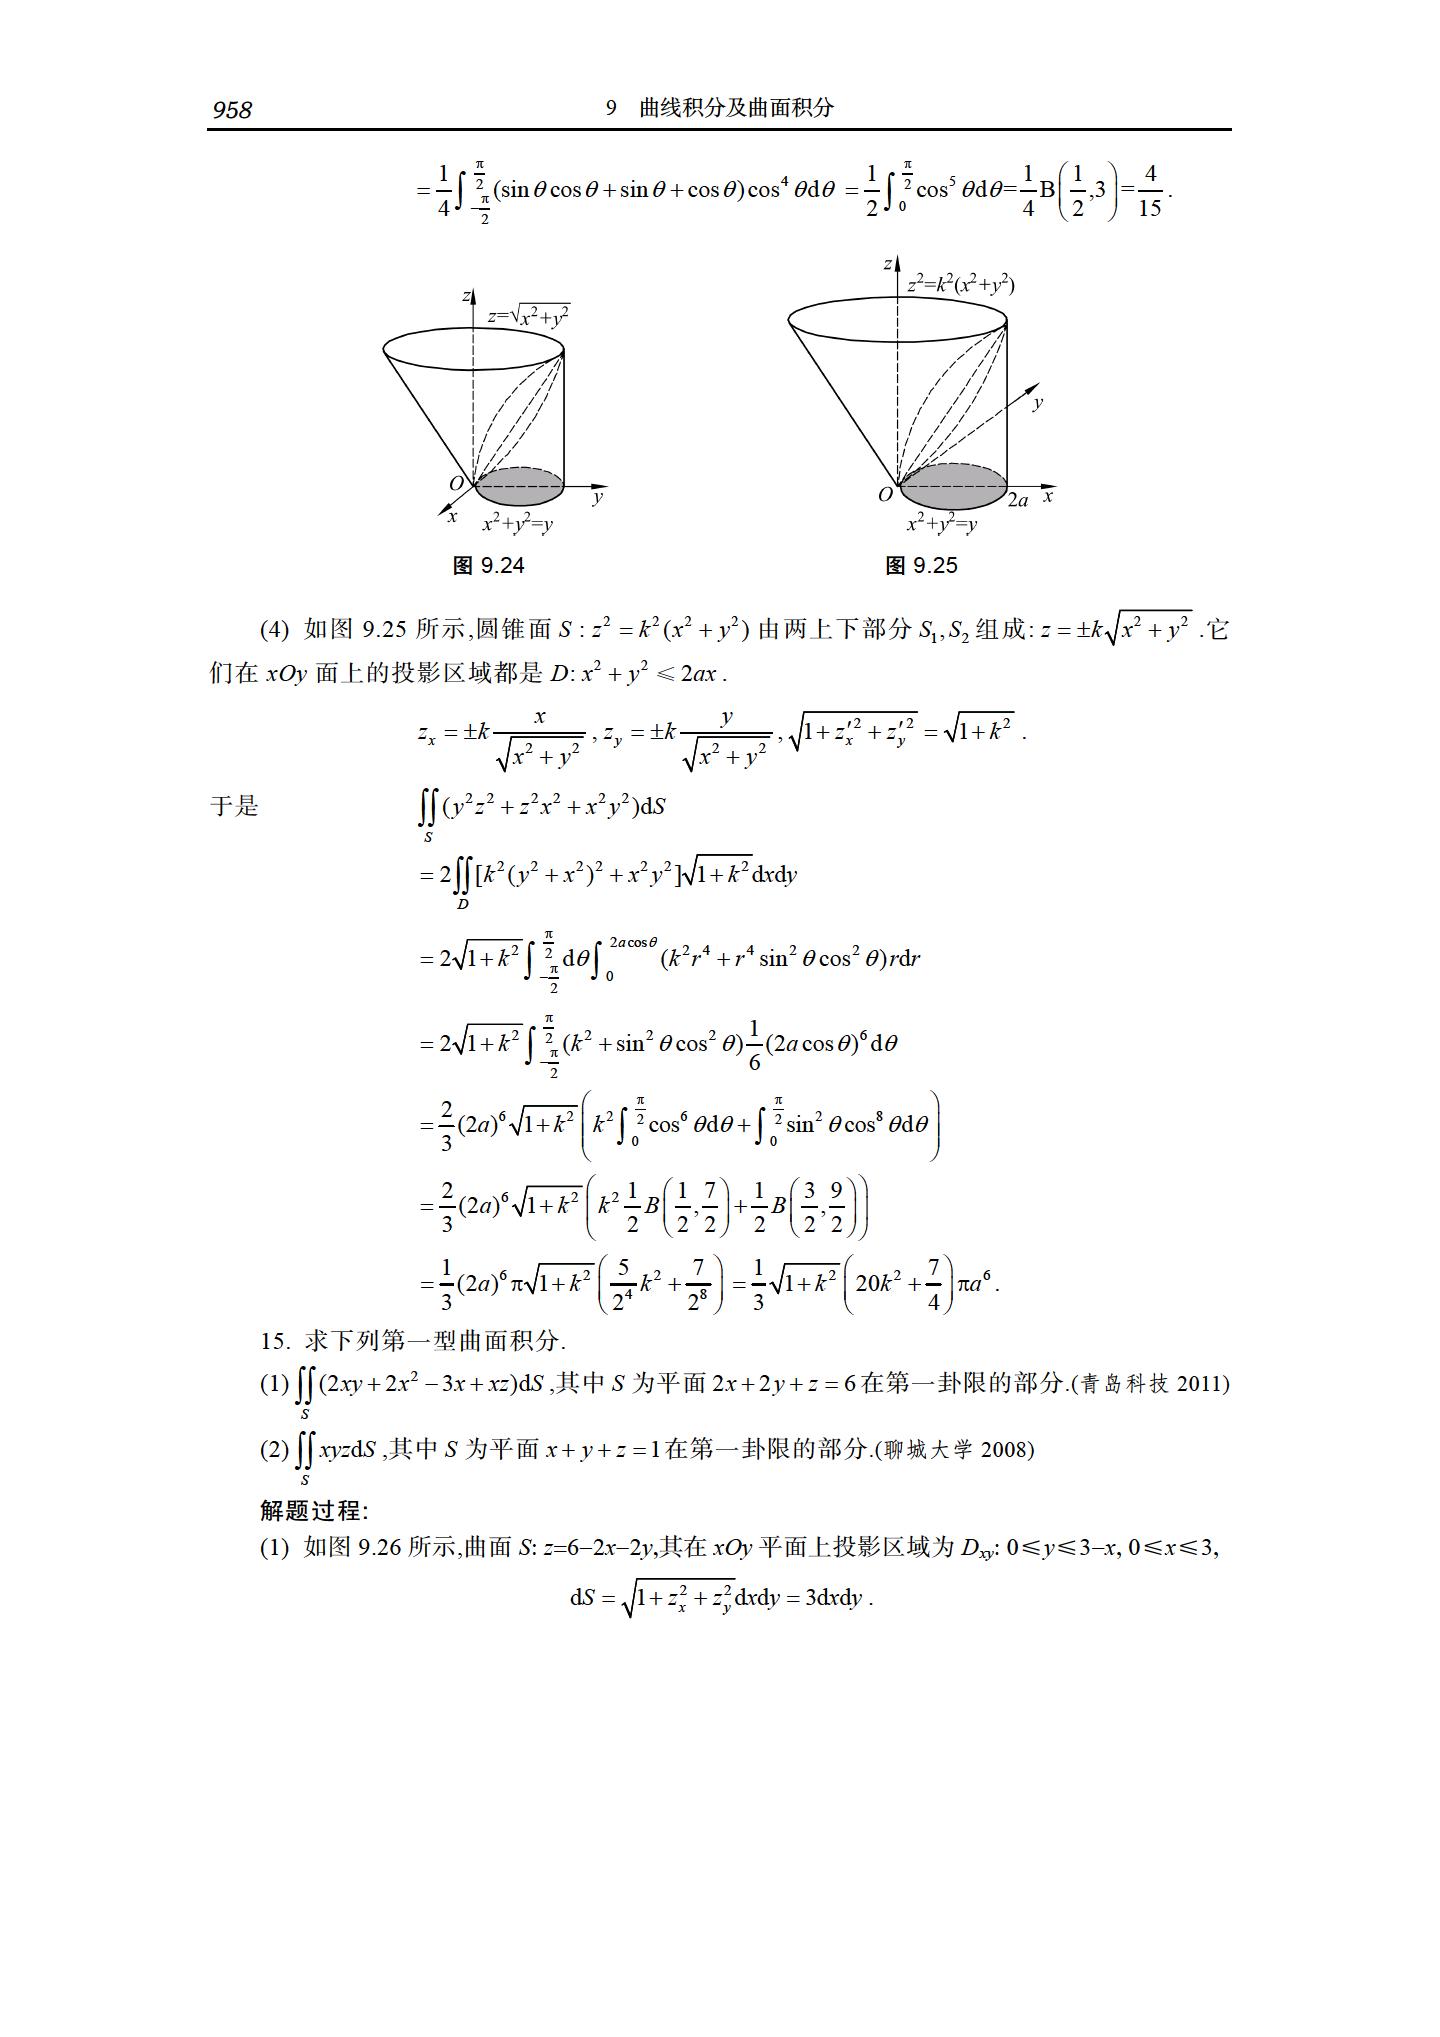 958 9 曲线积分及曲面积分
$=\frac{1}{4}\int_{-\frac{\pi}{2}}^{\frac{\pi}{2}}(\sin\theta\cos\theta+\sin\theta+\cos\theta)\cos^4\theta d\theta=\frac{1}{2}\int_0^{\frac{\pi}{2}}\cos^5\theta d\theta=\frac{1}{4}B\left(\frac{1}{2},3\right)=\frac{4}{15}.$
z
$z=\sqrt{x^2+y^2}$
O
y
x
$x^2+y^2=y$
图 9.24
z
$z^2=k^2(x^2+y^2)$
y
O
2a
x
$x^2+y^2=y$
图 9.25
(4) 如图 9.25 所示,圆锥面 $S:z^2=k^2(x^2+y^2)$ 由两上下部分 $S_1,S_2$ 组成: $z=\pm k\sqrt{x^2+y^2}$ .它
们在 xOy 面上的投影区域都是 $D:x^2+y^2\leqslant 2ax$ .
$z_x=\pm k\frac{x}{\sqrt{x^2+y^2}},z_y=\pm k\frac{y}{\sqrt{x^2+y^2}},\sqrt{1+z_x'^2+z_y'^2}=\sqrt{1+k^2}$ .
于是 $\iint_S(y^2z^2+z^2x^2+x^2y^2)dS$
$=2\iint_D[k^2(y^2+x^2)^2+x^2y^2]\sqrt{1+k^2}dxdy$
$=2\sqrt{1+k^2}\int_{-\frac{\pi}{2}}^{\frac{\pi}{2}}d\theta\int_0^{2a\cos\theta}(k^2r^4+r^4\sin^2\theta\cos^2\theta)rdr$
$=2\sqrt{1+k^2}\int_{-\frac{\pi}{2}}^{\frac{\pi}{2}}(k^2+\sin^2\theta\cos^2\theta)\frac{1}{6}(2a\cos\theta)^6d\theta$
$=\frac{2}{3}(2a)^6\sqrt{1+k^2}\left(k^2\int_0^{\frac{\pi}{2}}\cos^6\theta d\theta+\int_0^{\frac{\pi}{2}}\sin^2\theta\cos^8\theta d\theta\right)$
$=\frac{2}{3}(2a)^6\sqrt{1+k^2}\left(k^2\frac{1}{2}B\left(\frac{1}{2},\frac{7}{2}\right)+\frac{1}{2}B\left(\frac{3}{2},\frac{9}{2}\right)\right)$
$=\frac{1}{3}(2a)^6\pi\sqrt{1+k^2}\left(\frac{5}{2^4}k^2+\frac{7}{2^8}\right)=\frac{1}{3}\sqrt{1+k^2}\left(20k^2+\frac{7}{4}\right)\pi a^6.$
15. 求下列第一型曲面积分.
(1) $\iint_S(2xy+2x^2-3x+xz)dS$ ,其中 S 为平面 $2x+2y+z=6$ 在第一卦限的部分.(青岛科技 2011)
(2) $\iint_S xyzdS$ ,其中 S 为平面 $x+y+z=1$ 在第一卦限的部分.(聊城大学 2008)
解题过程:
(1) 如图 9.26 所示,曲面 S: z=6−2x−2y,其在 xOy 平面上投影区域为 $D_{xy}$: 0⩽y⩽3−x, 0⩽x⩽3,
$dS=\sqrt{1+z_x^2+z_y^2}dxdy=3dxdy$ .